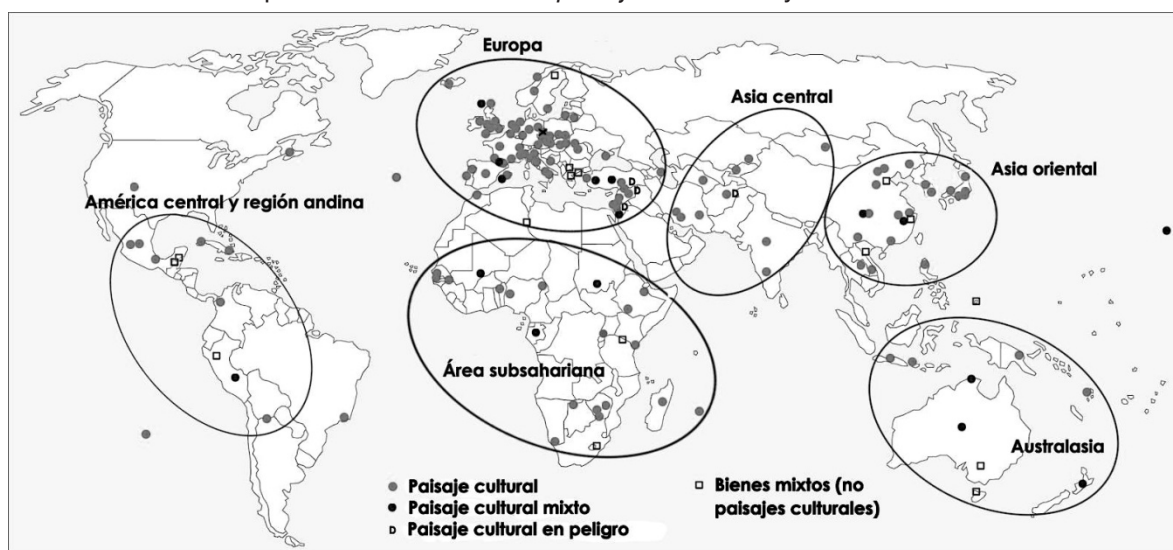 Europa
Asia central
Asia oriental
América central y región andina
Área subsahariana
Australasia
Paisaje cultural
Paisaje cultural mixto
Paisaje cultural en peligro
Bienes mixtos (no
paisajes culturales)